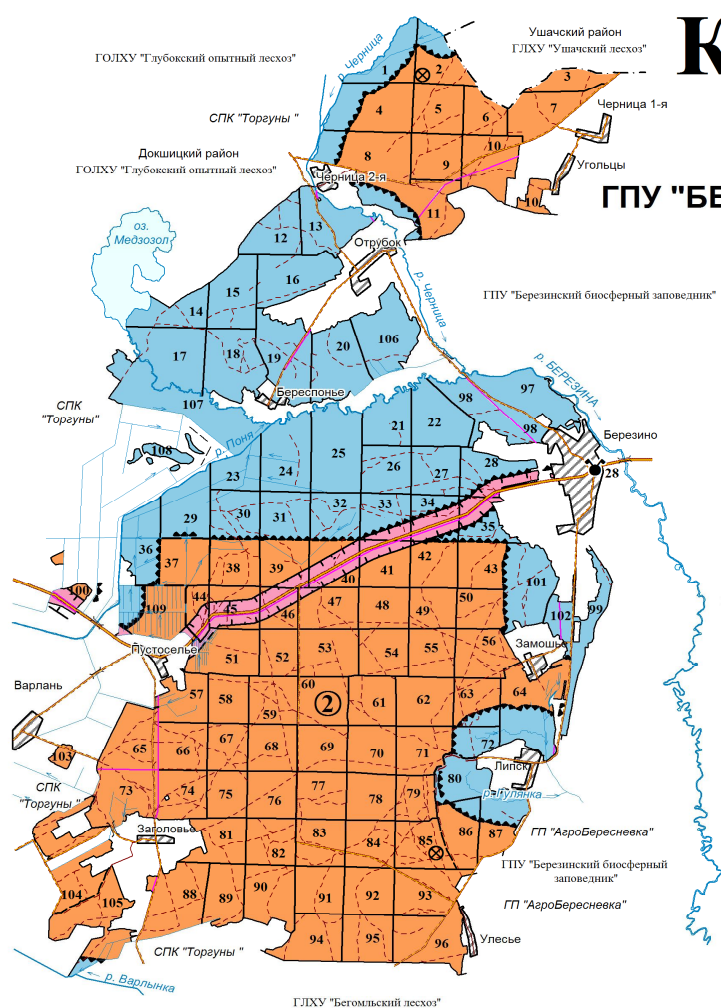 К
Ушачский район
ГЛХУ "Ушачский лесхоз"
ГОЛХУ "Глубокский опытный лесхоз"
р. Черница
1
2
3
СПК "Торгуны "
4
5
6
7
Черница 1-я
Докшицкий район
ГОЛХУ "Глубокский опытный лесхоз"
8
9
10
Угольцы
Черница 2-я
10
ГПУ "БЕ
11
оз.
Медзозол
12
13
Отрубок
р. Черница
14
15
16
ГПУ "Березинский биосферный заповедник"
17
18
19
20
106
р. БЕРЕЗИНА
Береспонье
СПК
"Торгуны"
107
98
97
98
Березино
108
р. Поня
21
22
23
24
25
26
27
28
28
29
30
31
32
33
34
35
36
37
38
39
40
41
42
43
101
100
109
44
45
46
47
48
49
50
102
99
Пустоселье
51
52
53
54
55
56
Замошье
Варлань
57
58
59
60
61
62
63
64
2
65
66
67
68
69
70
71
72
103
Липск
СПК
"Торгуны "
73
74
75
76
77
78
79
80
р. Гулянка
Заголовье
81
82
83
84
85
86
87
ГП "АгроБересневка"
ГПУ "Березинский биосферный
заповедник"
104
105
88
89
90
91
92
93
ГП "АгроБересневка"
СПК "Торгуны "
94
95
96
Улесье
р. Варлынка
ГЛХУ "Бегомльский лесхоз"